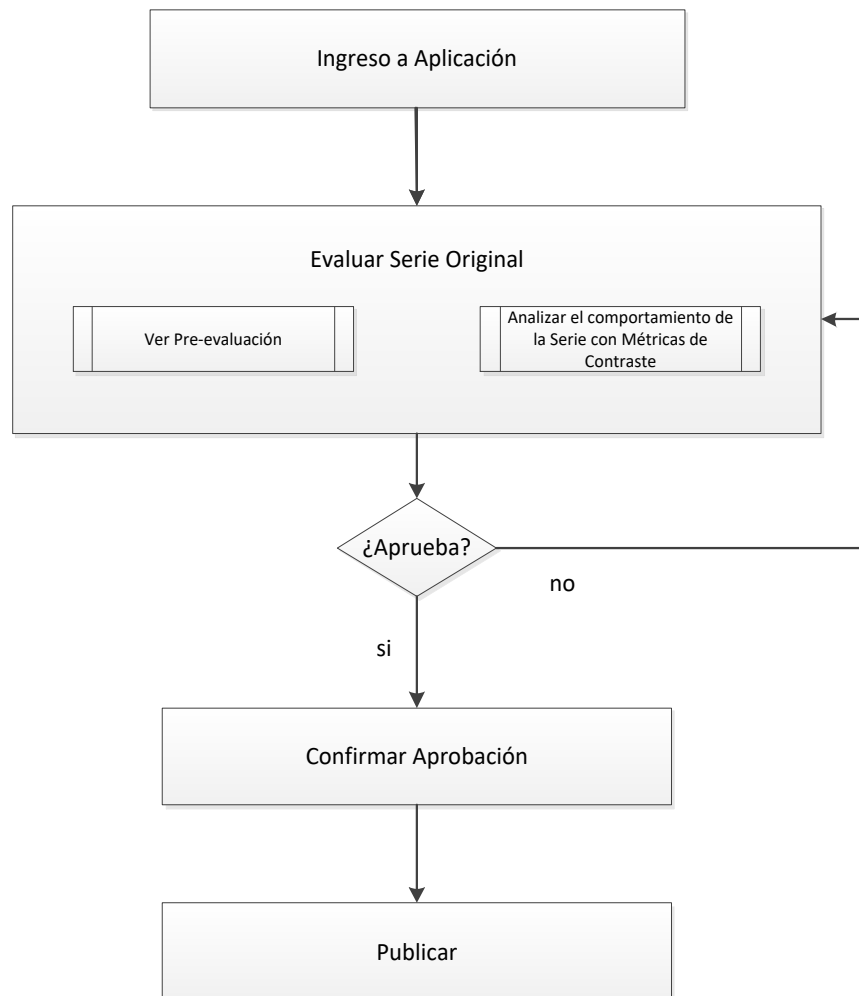 Ingreso a Aplicación
Evaluar Serie Original
Ver Pre-evaluación
Analizar el comportamiento de
la Serie con Métricas de
Contraste
¿Aprueba?
no
si
Confirmar Aprobación
Publicar